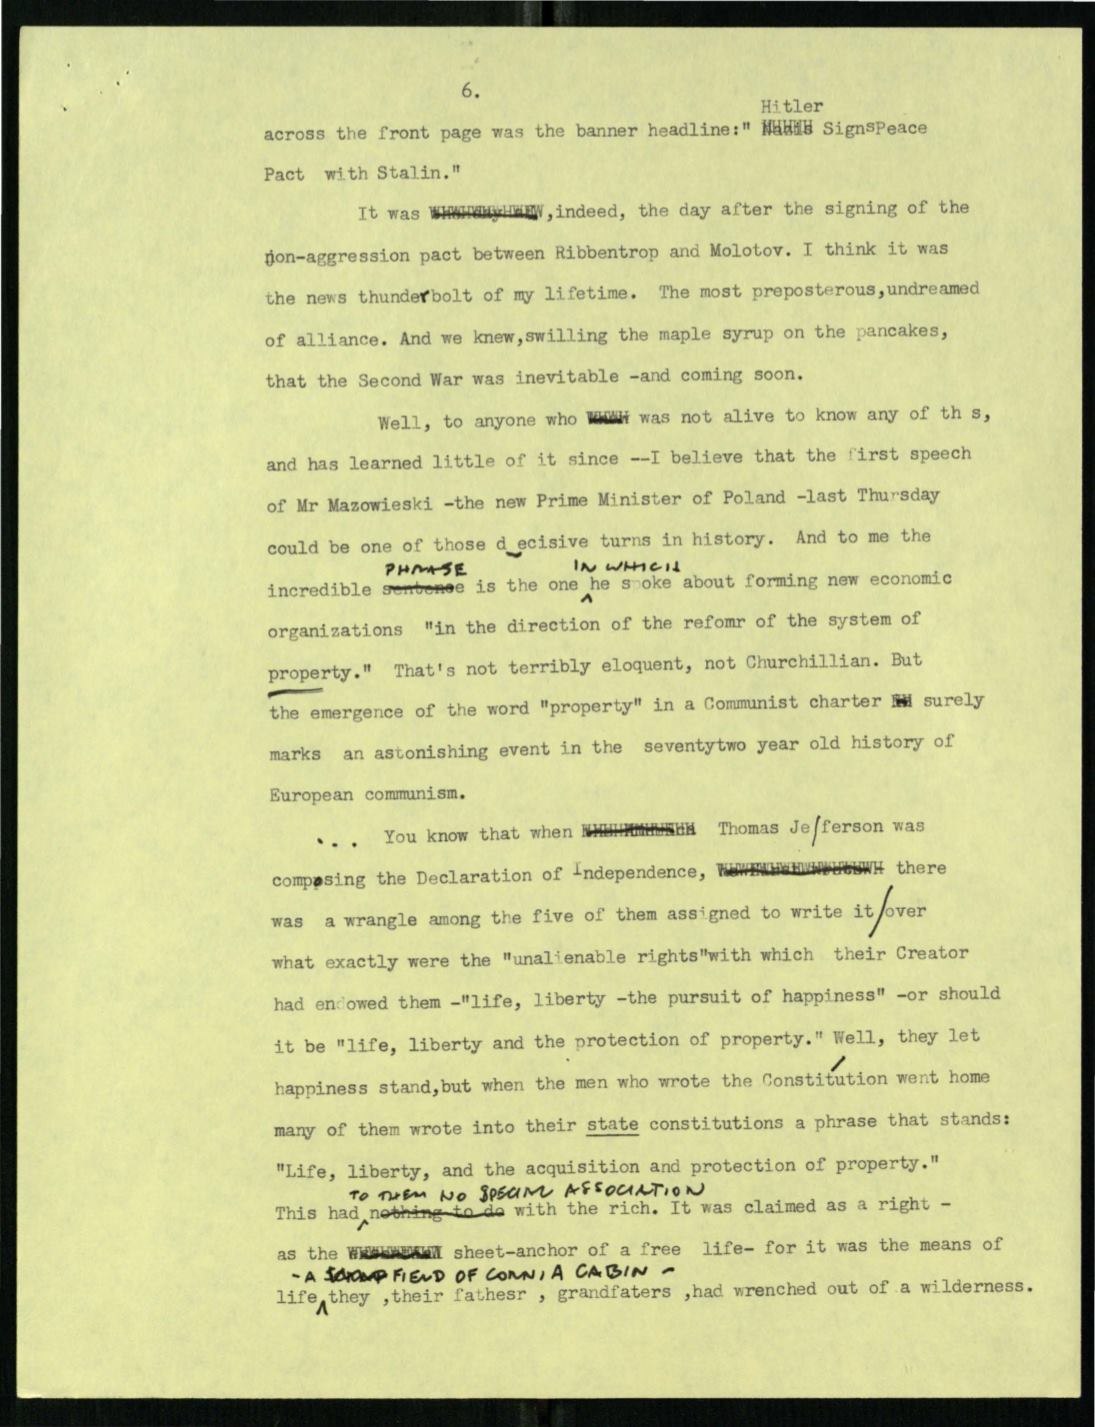 6.
Hitler
across the front page was the banner headline:" SignsPeace
Pact with Stalin."
It was ,indeed, the day after the signing of the
non-aggression pact between Ribbentrop and Molotov. I think it was
the news thunderbolt of my lifetime. The most preposterous,undreamed
of alliance. And we knew,swilling the maple syrup on the pancakes,
that the Second War was inevitable -and coming soon.
Well, to anyone who was not alive to know any of th s,
and has learned little of it since --I believe that the first speech
of Mr Mazowieski -the new Prime Minister of Poland -last Thursday
could be one of those d ecisive turns in history. And to me the
PHRASE IN WHICH
incredible sentence is the one he spoke about forming new economic
organizations "in the direction of the refomr of the system of
property." That's not terribly eloquent, not Churchillian. But
the emergence of the word "property" in a Communist charter surely
marks an astonishing event in the seventytwo year old history of
European communism.
... You know that when Thomas Jefferson was
composing the Declaration of Independence, there
was a wrangle among the five of them assigned to write it/over
what exactly were the "unalienable rights"with which their Creator
had endowed them -"life, liberty -the pursuit of happiness" -or should
it be "life, liberty and the protection of property." Well, they let
happiness stand,but when the men who wrote the Constitution went home
many of them wrote into their state constitutions a phrase that stands:
"Life, liberty, and the acquisition and protection of property."
TO THEM NO SPECIAL ASSOCIATION
This had nothing to do with the rich. It was claimed as a right -
as the sheet-anchor of a free life- for it was the means of
- A FIELD OF CORN, A CABIN -
life they ,their fathesr , grandfaters ,had wrenched out of a wilderness.